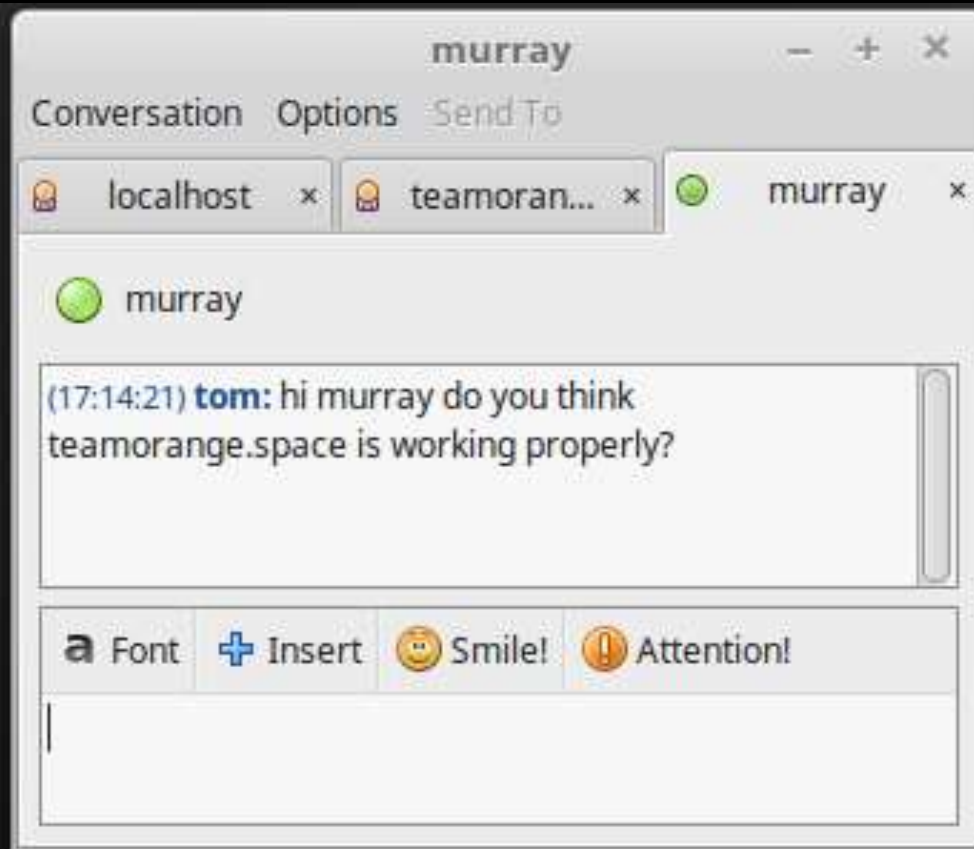 murray
Conversation Options Send To
localhost teamoran... murray
murray
(17:14:21) tom: hi murray do you think
teamorange.space is working properly?
a Font Insert Smile! Attention!